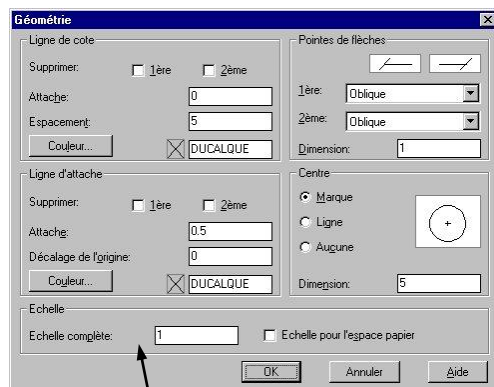 Géométrie
Ligne de cote
Supprimer: 1ère 2ème
Attache: 0
Espacement: 5
Couleur... DUCALQUE
Pointes de flèches
1ère: Oblique
2ème: Oblique
Dimension: 1
Ligne d'attache
Supprimer: 1ère 2ème
Attache: 0.5
Décalage de l'origine: 0
Couleur... DUCALQUE
Centre
Marque
Ligne
Aucune
Dimension: 5
Echelle
Echelle complète: 1 Echelle pour l'espace papier
OK Annuler Aide